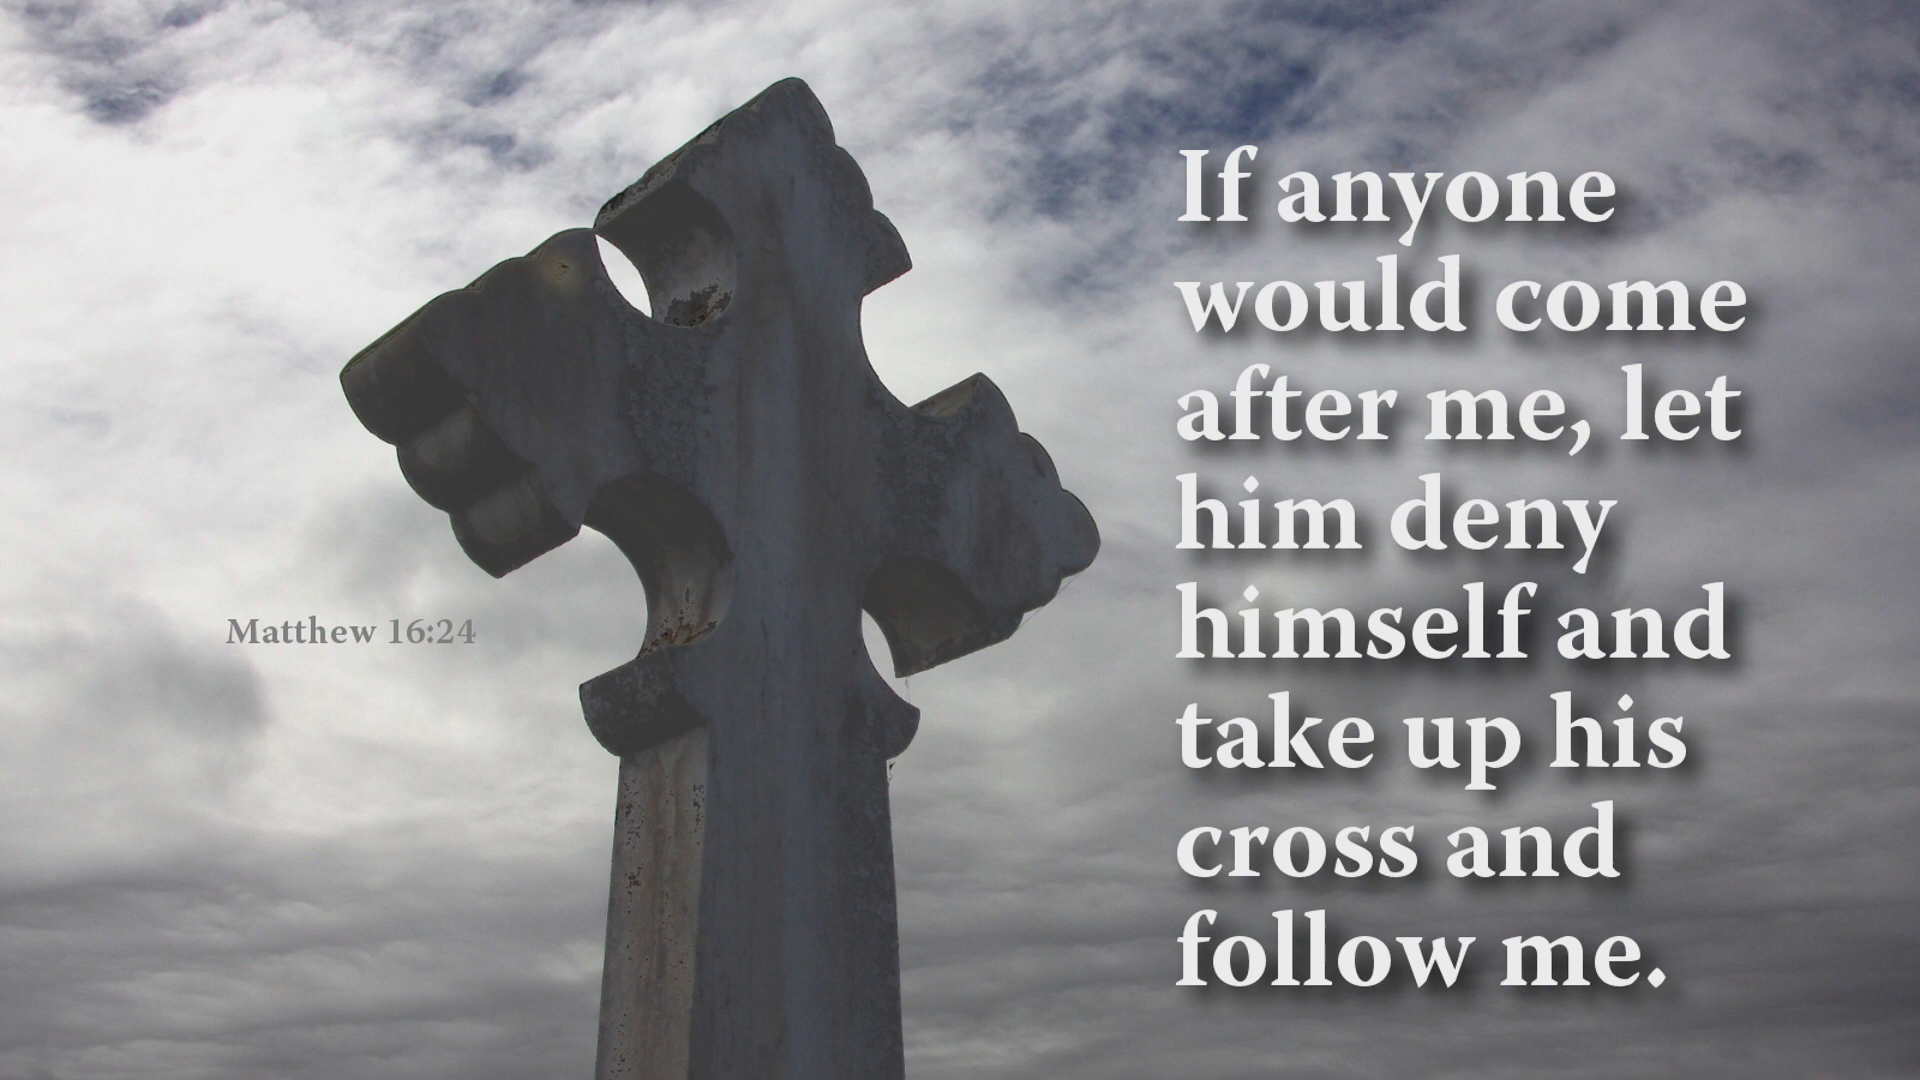 If anyone
would come
after me, let
him deny
himself and
take up his
cross and
follow me.
Matthew 16:24